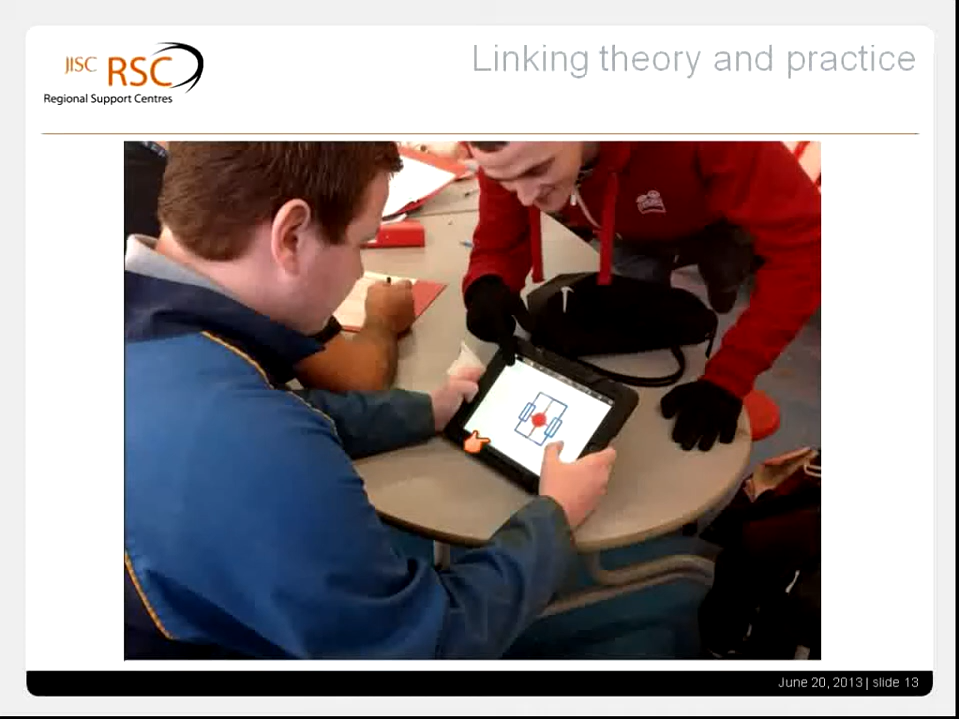 JISC RSC
Regional Support Centres
Linking theory and practice
June 20, 2013 | slide 13